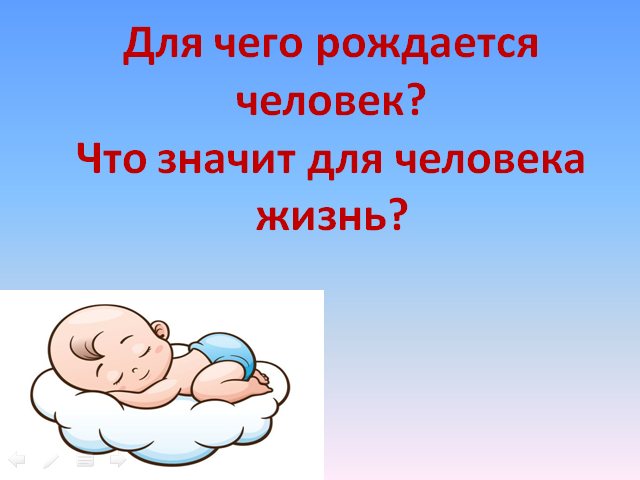 Для чего рождается
человек?
Что значит для человека
жизнь?